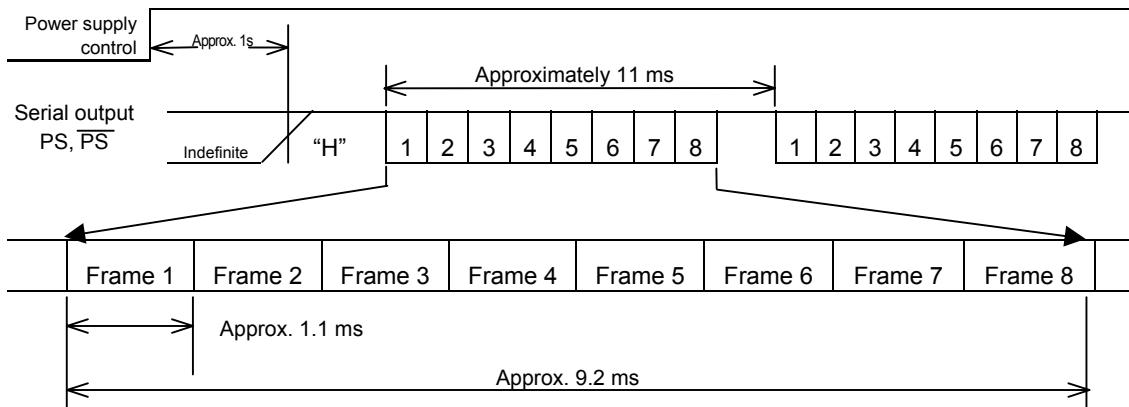 Power supply
control
Approx. 1s
Approximately 11 ms
Serial output
PS, P̅S̅
Indefinite
“H”
1 2 3 4 5 6 7 8
1 2 3 4 5 6 7 8
Frame 1 Frame 2 Frame 3 Frame 4 Frame 5 Frame 6 Frame 7 Frame 8
Approx. 1.1 ms
Approx. 9.2 ms